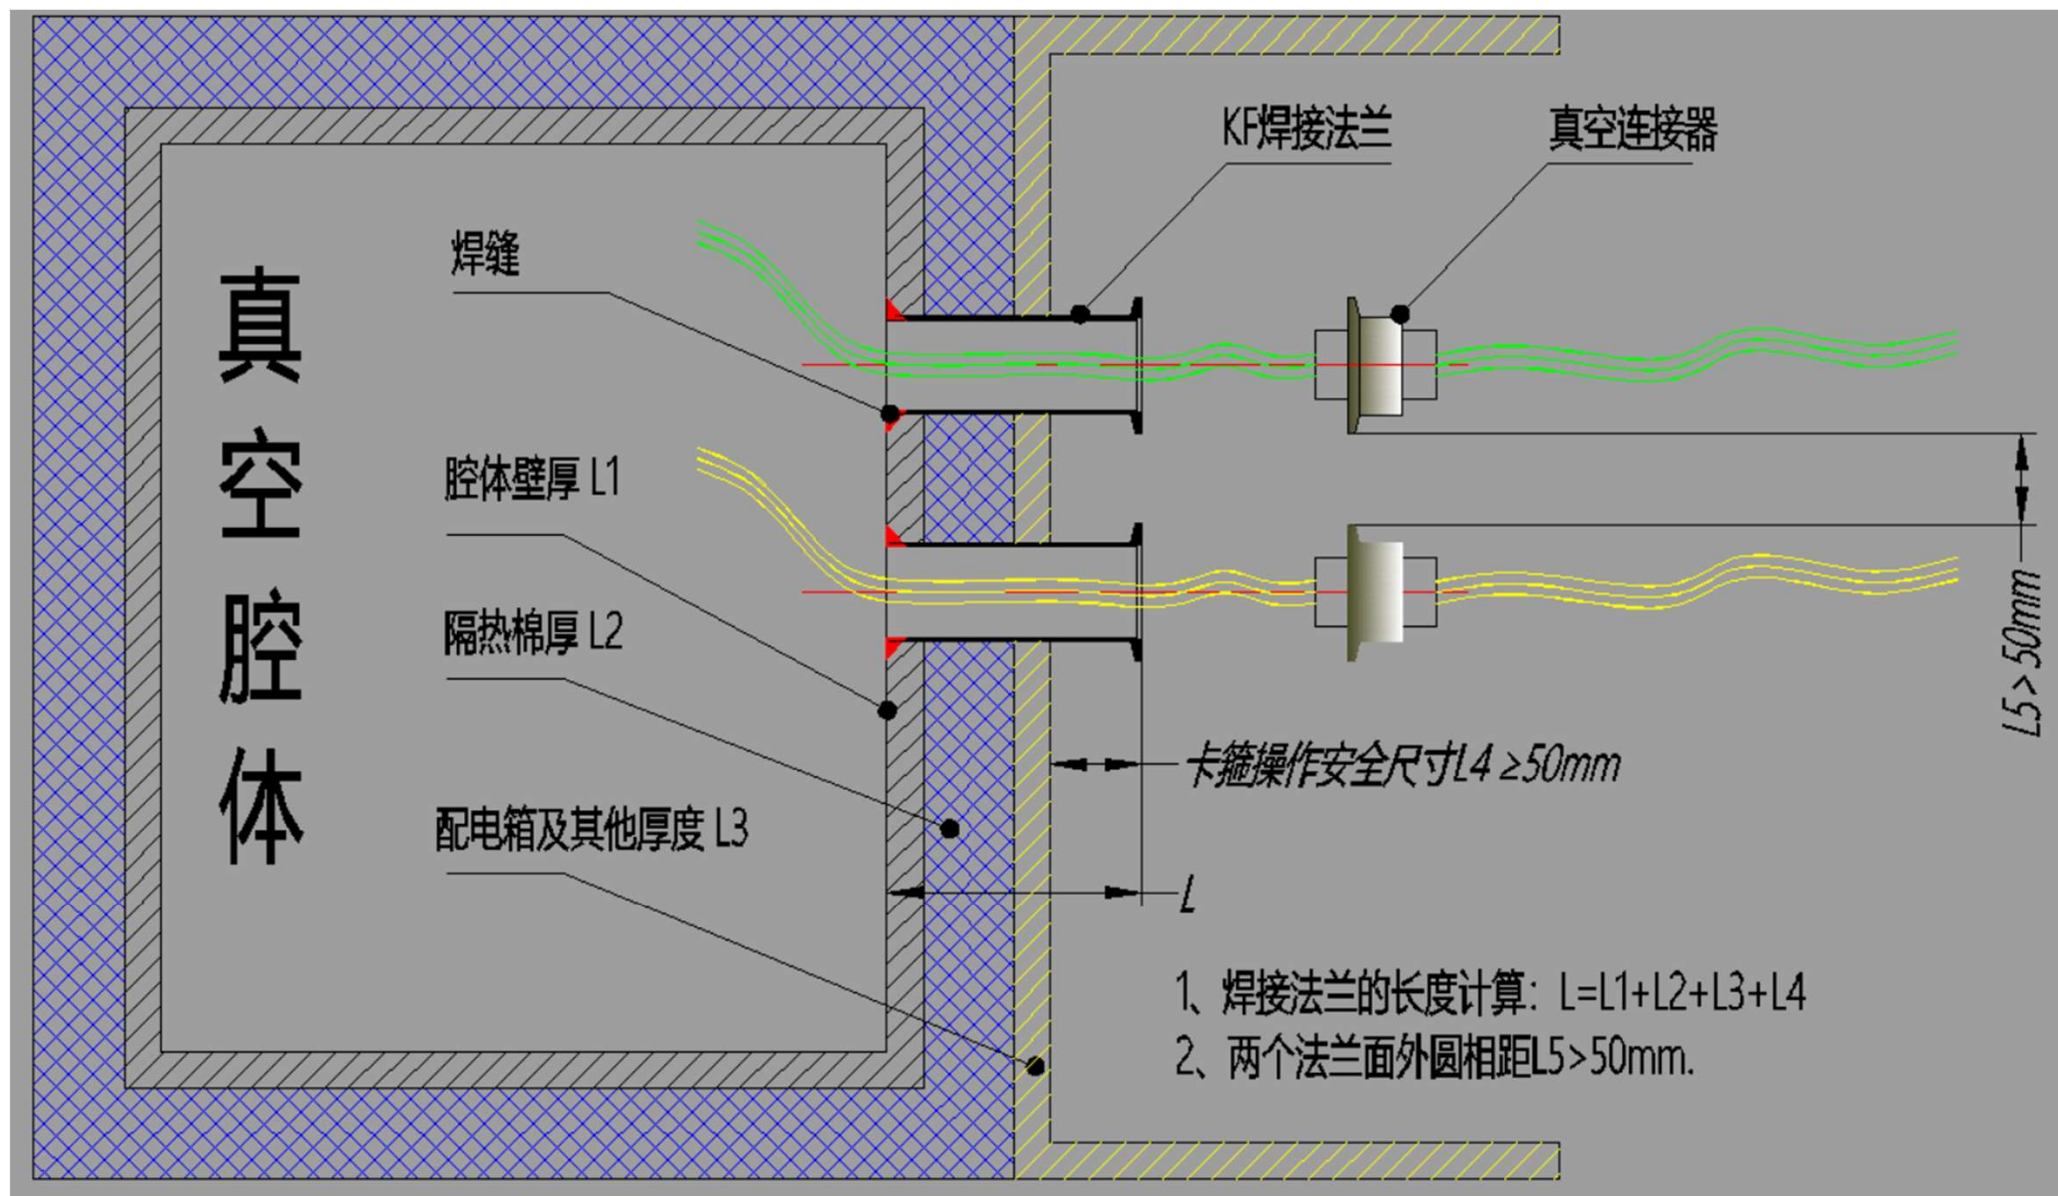 KF焊接法兰
真空连接器
焊缝
真空腔体
腔体壁厚 L1
隔热棉厚 L2
L5>50mm
卡箍操作安全尺寸L4 ≥50mm
配电箱及其他厚度 L3
L
1、焊接法兰的长度计算：L=L1+L2+L3+L4
2、两个法兰面外圆相距L5>50mm.